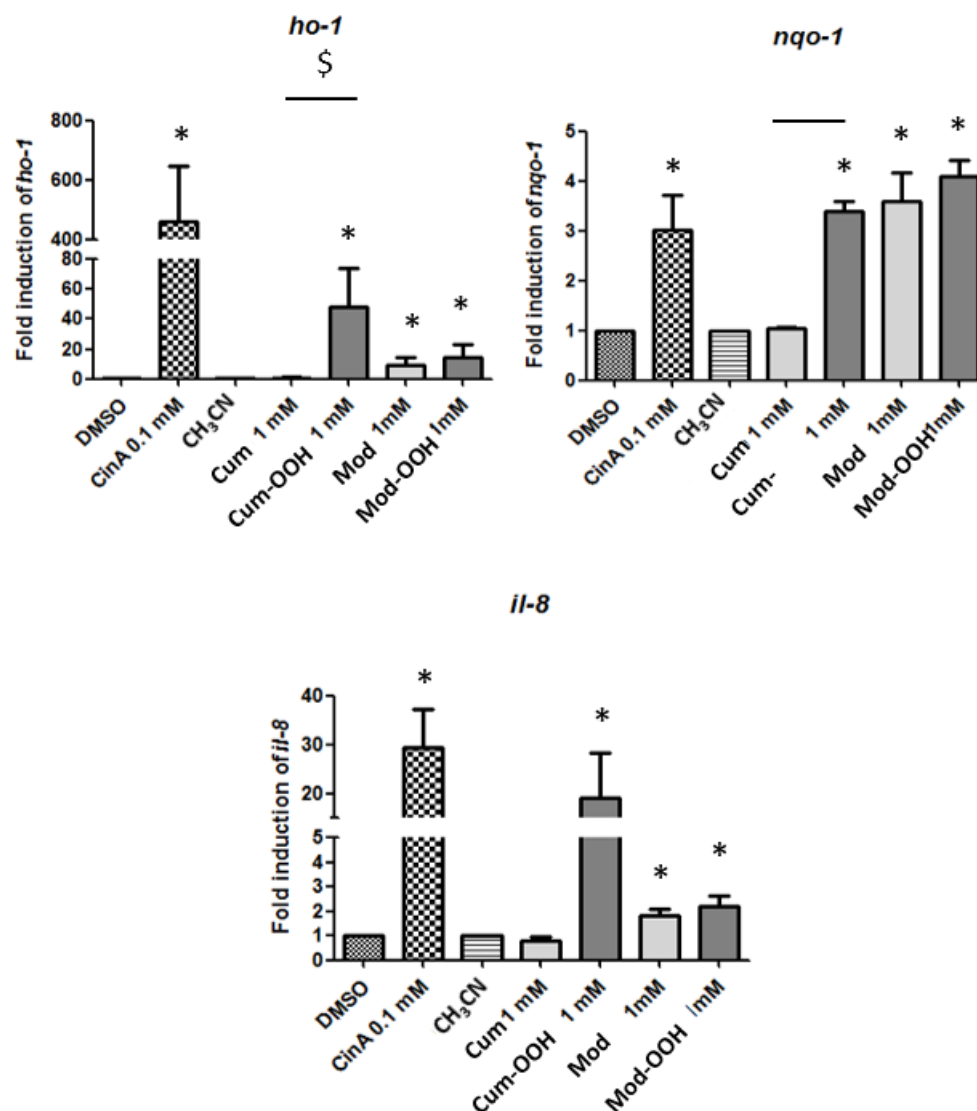 ho-1
$
Fold induction of ho-1
800
600
400
80
60
40
20
0
*
*
*
*
DMSO
CinA 0.1 mM
CH₃CN
Cum 1 mM
Cum-OOH 1 mM
Mod 1mM
Mod-OOH 1mM
nqo-1
Fold induction of nqo-1
5
4
3
2
1
0
*
*
*
*
DMSO
CinA 0.1 mM
CH₃CN
Cum 1 mM
Cum- 1 mM
Mod 1mM
Mod-OOH 1mM
il-8
Fold induction of il-8
40
30
20
5
4
3
2
1
0
*
*
*
*
DMSO
CinA 0.1 mM
CH₃CN
Cum 1 mM
Cum-OOH 1 mM
Mod 1mM
Mod-OOH 1mM